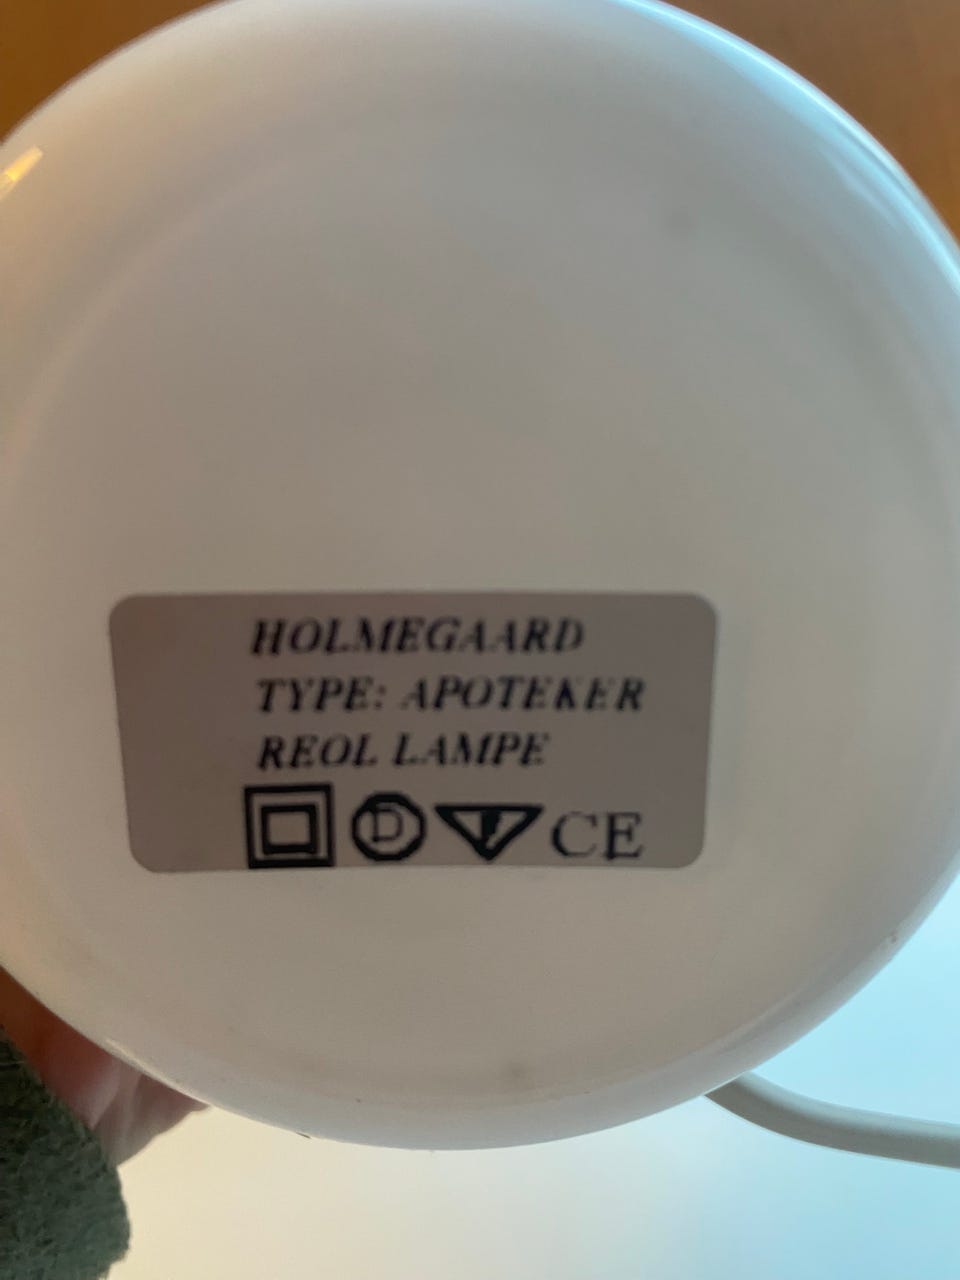 HOLMEGAARD
TYPE: APOTEKER
REOL LAMPE
D F CE